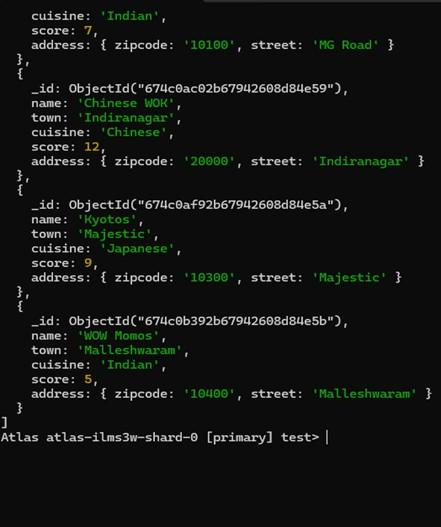 cuisine: 'Indian',
score: 7,
address: { zipcode: '10100', street: 'MG Road' }
},
{
_id: ObjectId("674c0ac02b67942608d84e59"),
name: 'Chinese WOK',
town: 'Indiranagar',
cuisine: 'Chinese',
score: 12,
address: { zipcode: '20000', street: 'Indiranagar' }
},
{
_id: ObjectId("674c0af92b67942608d84e5a"),
name: 'Kyotos',
town: 'Majestic',
cuisine: 'Japanese',
score: 9,
address: { zipcode: '10300', street: 'Majestic' }
},
{
_id: ObjectId("674c0b392b67942608d84e5b"),
name: 'WOW Momos',
town: 'Malleshwaram',
cuisine: 'Indian',
score: 5,
address: { zipcode: '10400', street: 'Malleshwaram' }
}
]
Atlas atlas-ilms3w-shard-0 [primary] test>